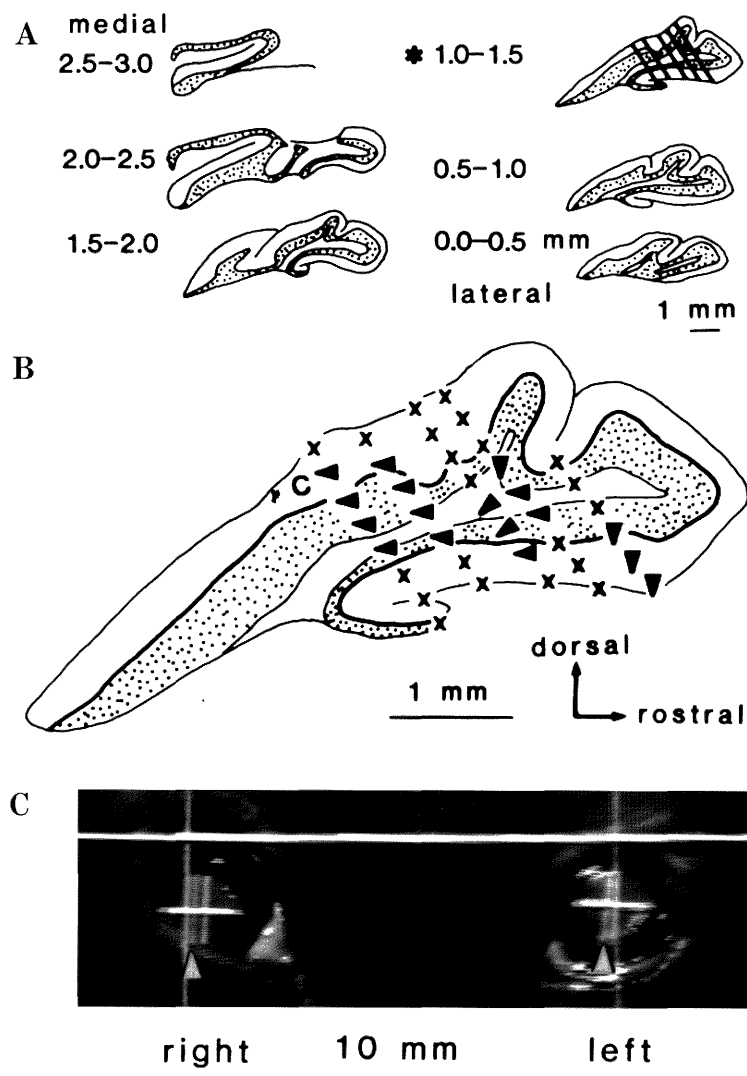 A
medial
2.5-3.0
2.0-2.5
1.5-2.0
* 1.0-1.5
0.5-1.0
0.0-0.5 mm
lateral
1 mm
B
C
1 mm
dorsal
rostral
C
right
10 mm
left